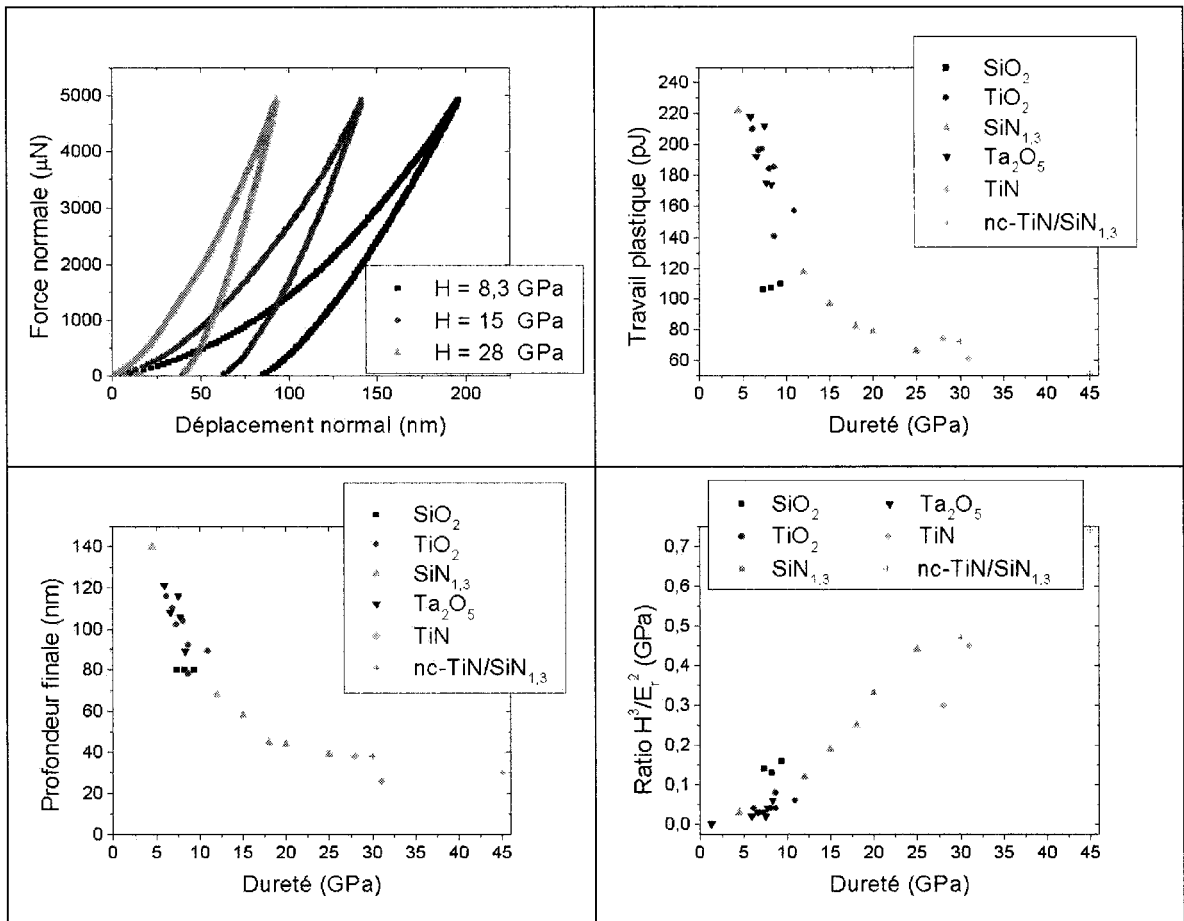 5000
4000
3000
2000
1000
0
Force normale (µN)
0 50 100 150 200
Déplacement normal (nm)
H = 8,3 GPa
H = 15 GPa
H = 28 GPa
SiO2
TiO2
SiN1,3
Ta2O5
TiN
nc-TiN/SiN1,3
240
220
200
180
160
140
120
100
80
60
Travail plastique (pJ)
0 5 10 15 20 25 30 35 40 45
Dureté (GPa)
SiO2
TiO2
SiN1,3
Ta2O5
TiN
nc-TiN/SiN1,3
140
120
100
80
60
40
20
0
Profondeur finale (nm)
0 5 10 15 20 25 30 35 40 45
Dureté (GPa)
SiO2 Ta2O5
TiO2 TiN
SiN1,3 nc-TiN/SiN1,3
0,7
0,6
0,5
0,4
0,3
0,2
0,1
0,0
Ratio H³/Er² (GPa)
0 5 10 15 20 25 30 35 40 45
Dureté (GPa)